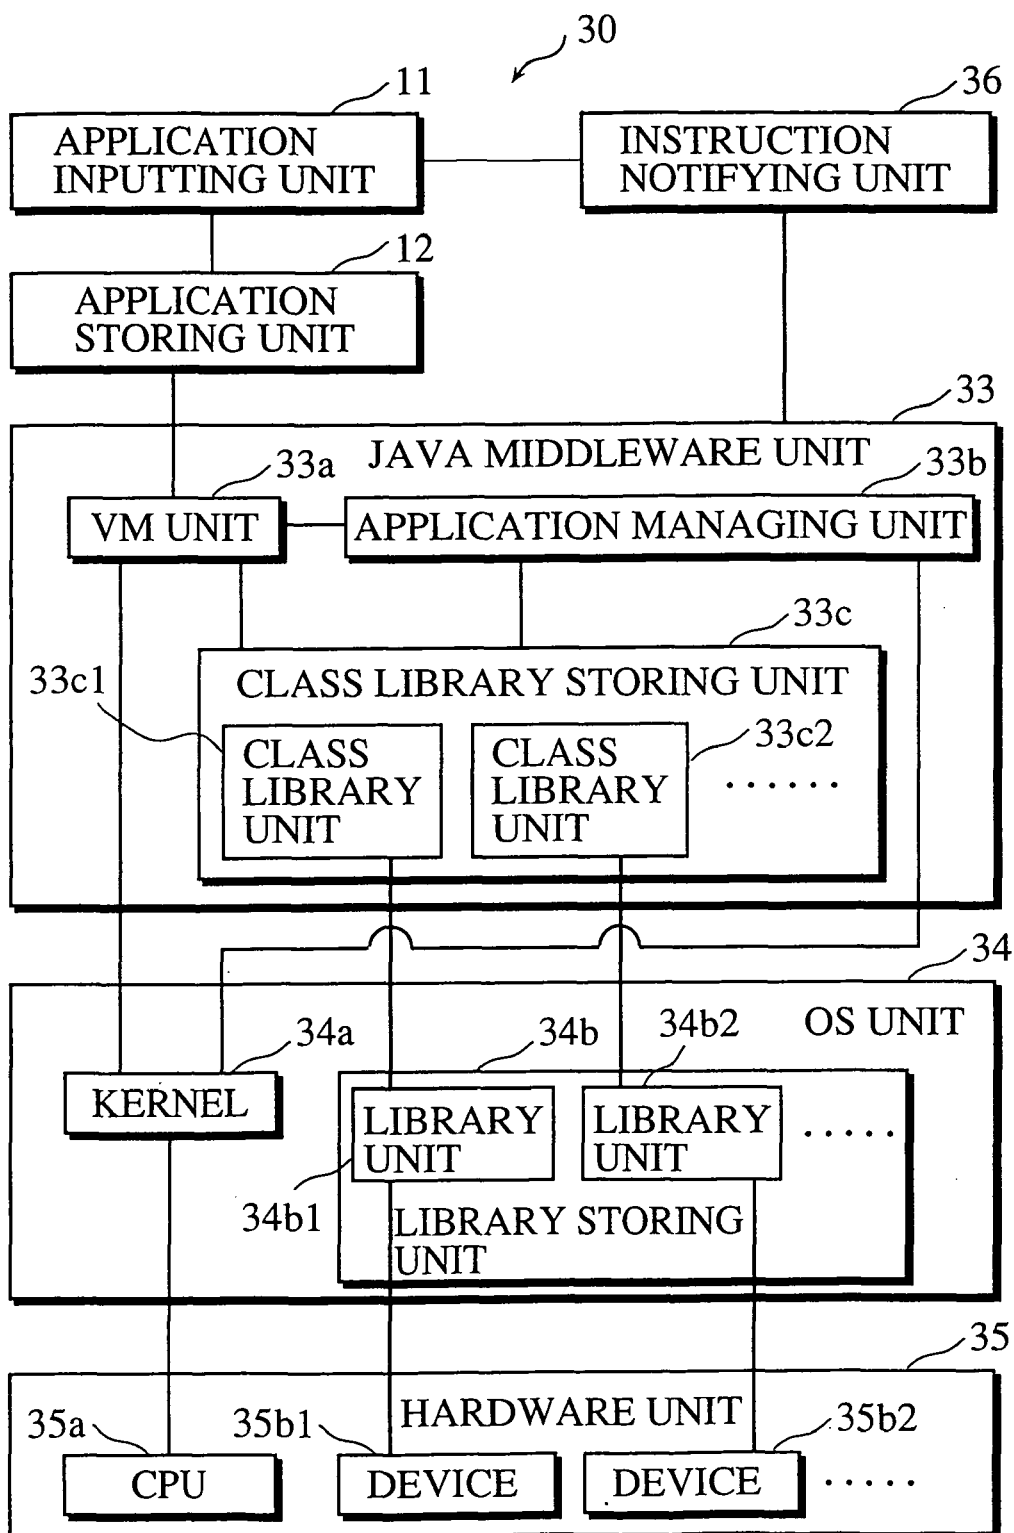 30
11
36
APPLICATION
INPUTTING UNIT
INSTRUCTION
NOTIFYING UNIT
12
APPLICATION
STORING UNIT
33
JAVA MIDDLEWARE UNIT
33a
33b
VM UNIT
APPLICATION MANAGING UNIT
33c
33c1
CLASS LIBRARY STORING UNIT
33c2
CLASS
LIBRARY
UNIT
CLASS
LIBRARY
UNIT
......
34
OS UNIT
34a
34b
34b2
KERNEL
LIBRARY
UNIT
LIBRARY
UNIT
.....
34b1
LIBRARY STORING
UNIT
35
HARDWARE UNIT
35a
35b1
35b2
CPU
DEVICE
DEVICE
.....